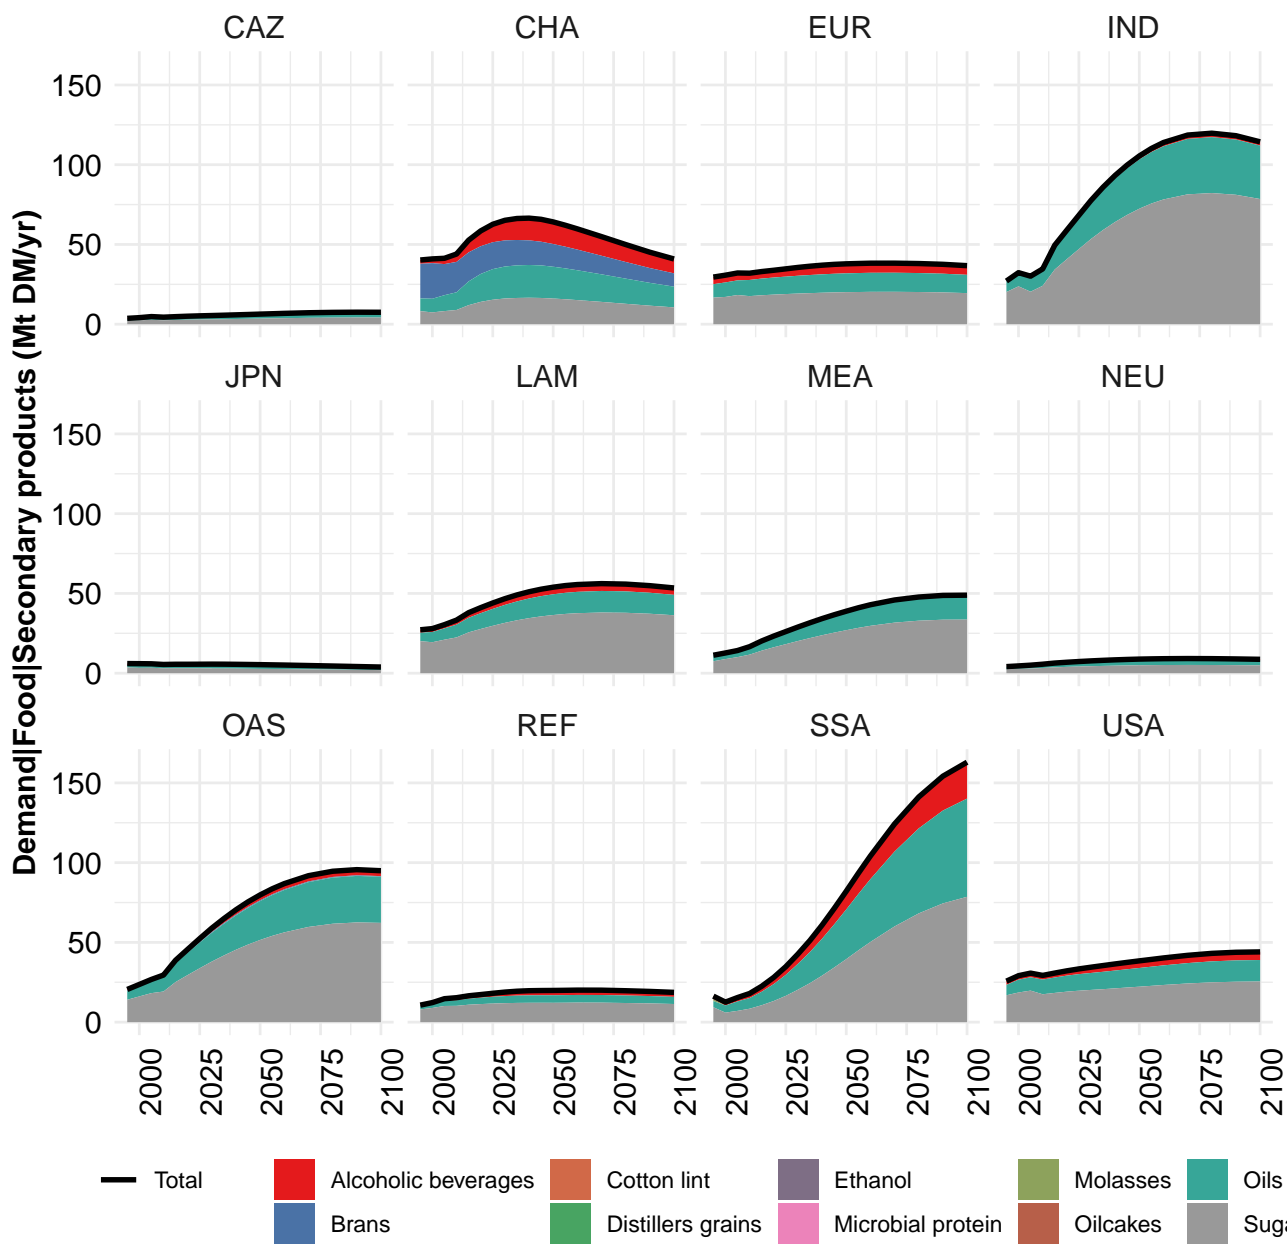 CAZ CHA EUR IND
150
100
50
0
JPN LAM MEA NEU
150
100
50
0
OAS REF SSA USA
150
100
50
0
2000 2025 2050 2075 2100 2000 2025 2050 2075 2100 2000 2025 2050 2075 2100 2000 2025 2050 2075 2100
Demand|Food|Secondary products (Mt DM/yr)
Total Alcoholic beverages Cotton lint Ethanol Molasses Oils
Brans Distillers grains Microbial protein Oilcakes Suga